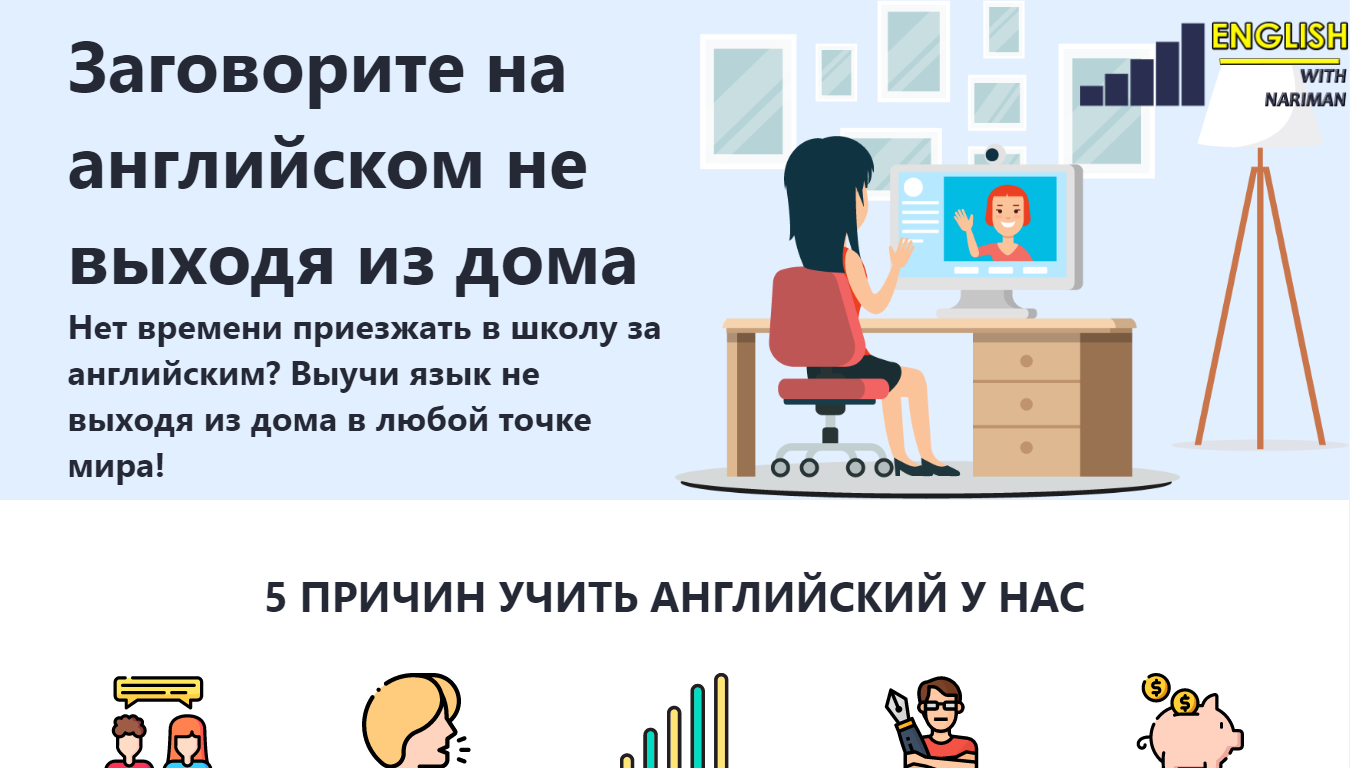 Заговорите на
английском не
выходя из дома
Нет времени приезжать в школу за
английским? Выучи язык не
выходя из дома в любой точке
мира!
ENGLISH
WITH
NARIMAN
5 ПРИЧИН УЧИТЬ АНГЛИЙСКИЙ У НАС